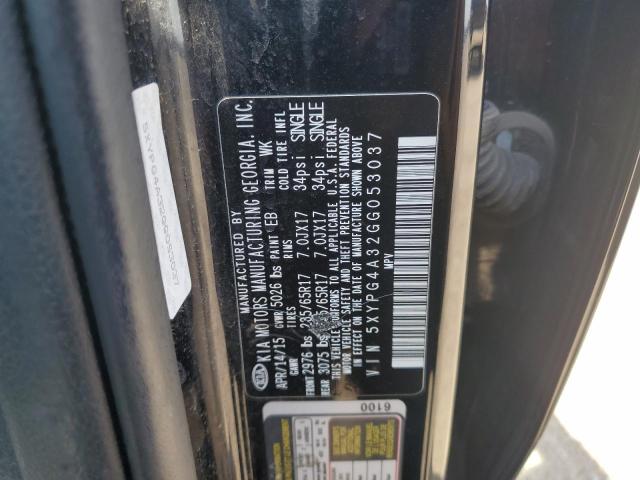 MANUFACTURED BY
KIA KIA MOTORS MANUFACTURING GEORGIA. INC.
APR/14/15 GVWR 5026 lbs PAINT EB TRIM WK
GAWR TIRES RIMS COLD TIRE INFL
FRONT 2976 lbs 235/65R17 7.0JX17 34psi SINGLE
REAR 3075 lbs 235/65R17 7.0JX17 34psi SINGLE
THIS VEHICLE CONFORMS TO ALL APPLICABLE U.S.A. FEDERAL
MOTOR VEHICLE SAFETY AND THEFT PREVENTION STANDARDS
IN EFFECT ON THE DATE OF MANUFACTURE SHOWN ABOVE
VIN 5XYPG4A32GG053037
MPV
5XYPG4A32GG053037
6100